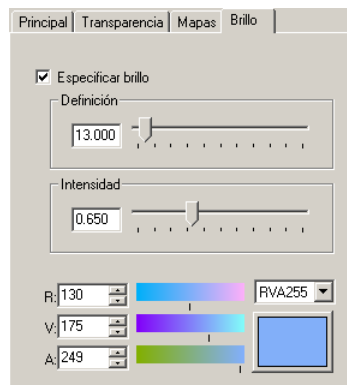 Principal Transparencia Mapas Brillo
Especificar brillo
Definición
13.000
Intensidad
0.650
R: 130 RVA255
V: 175
A: 249